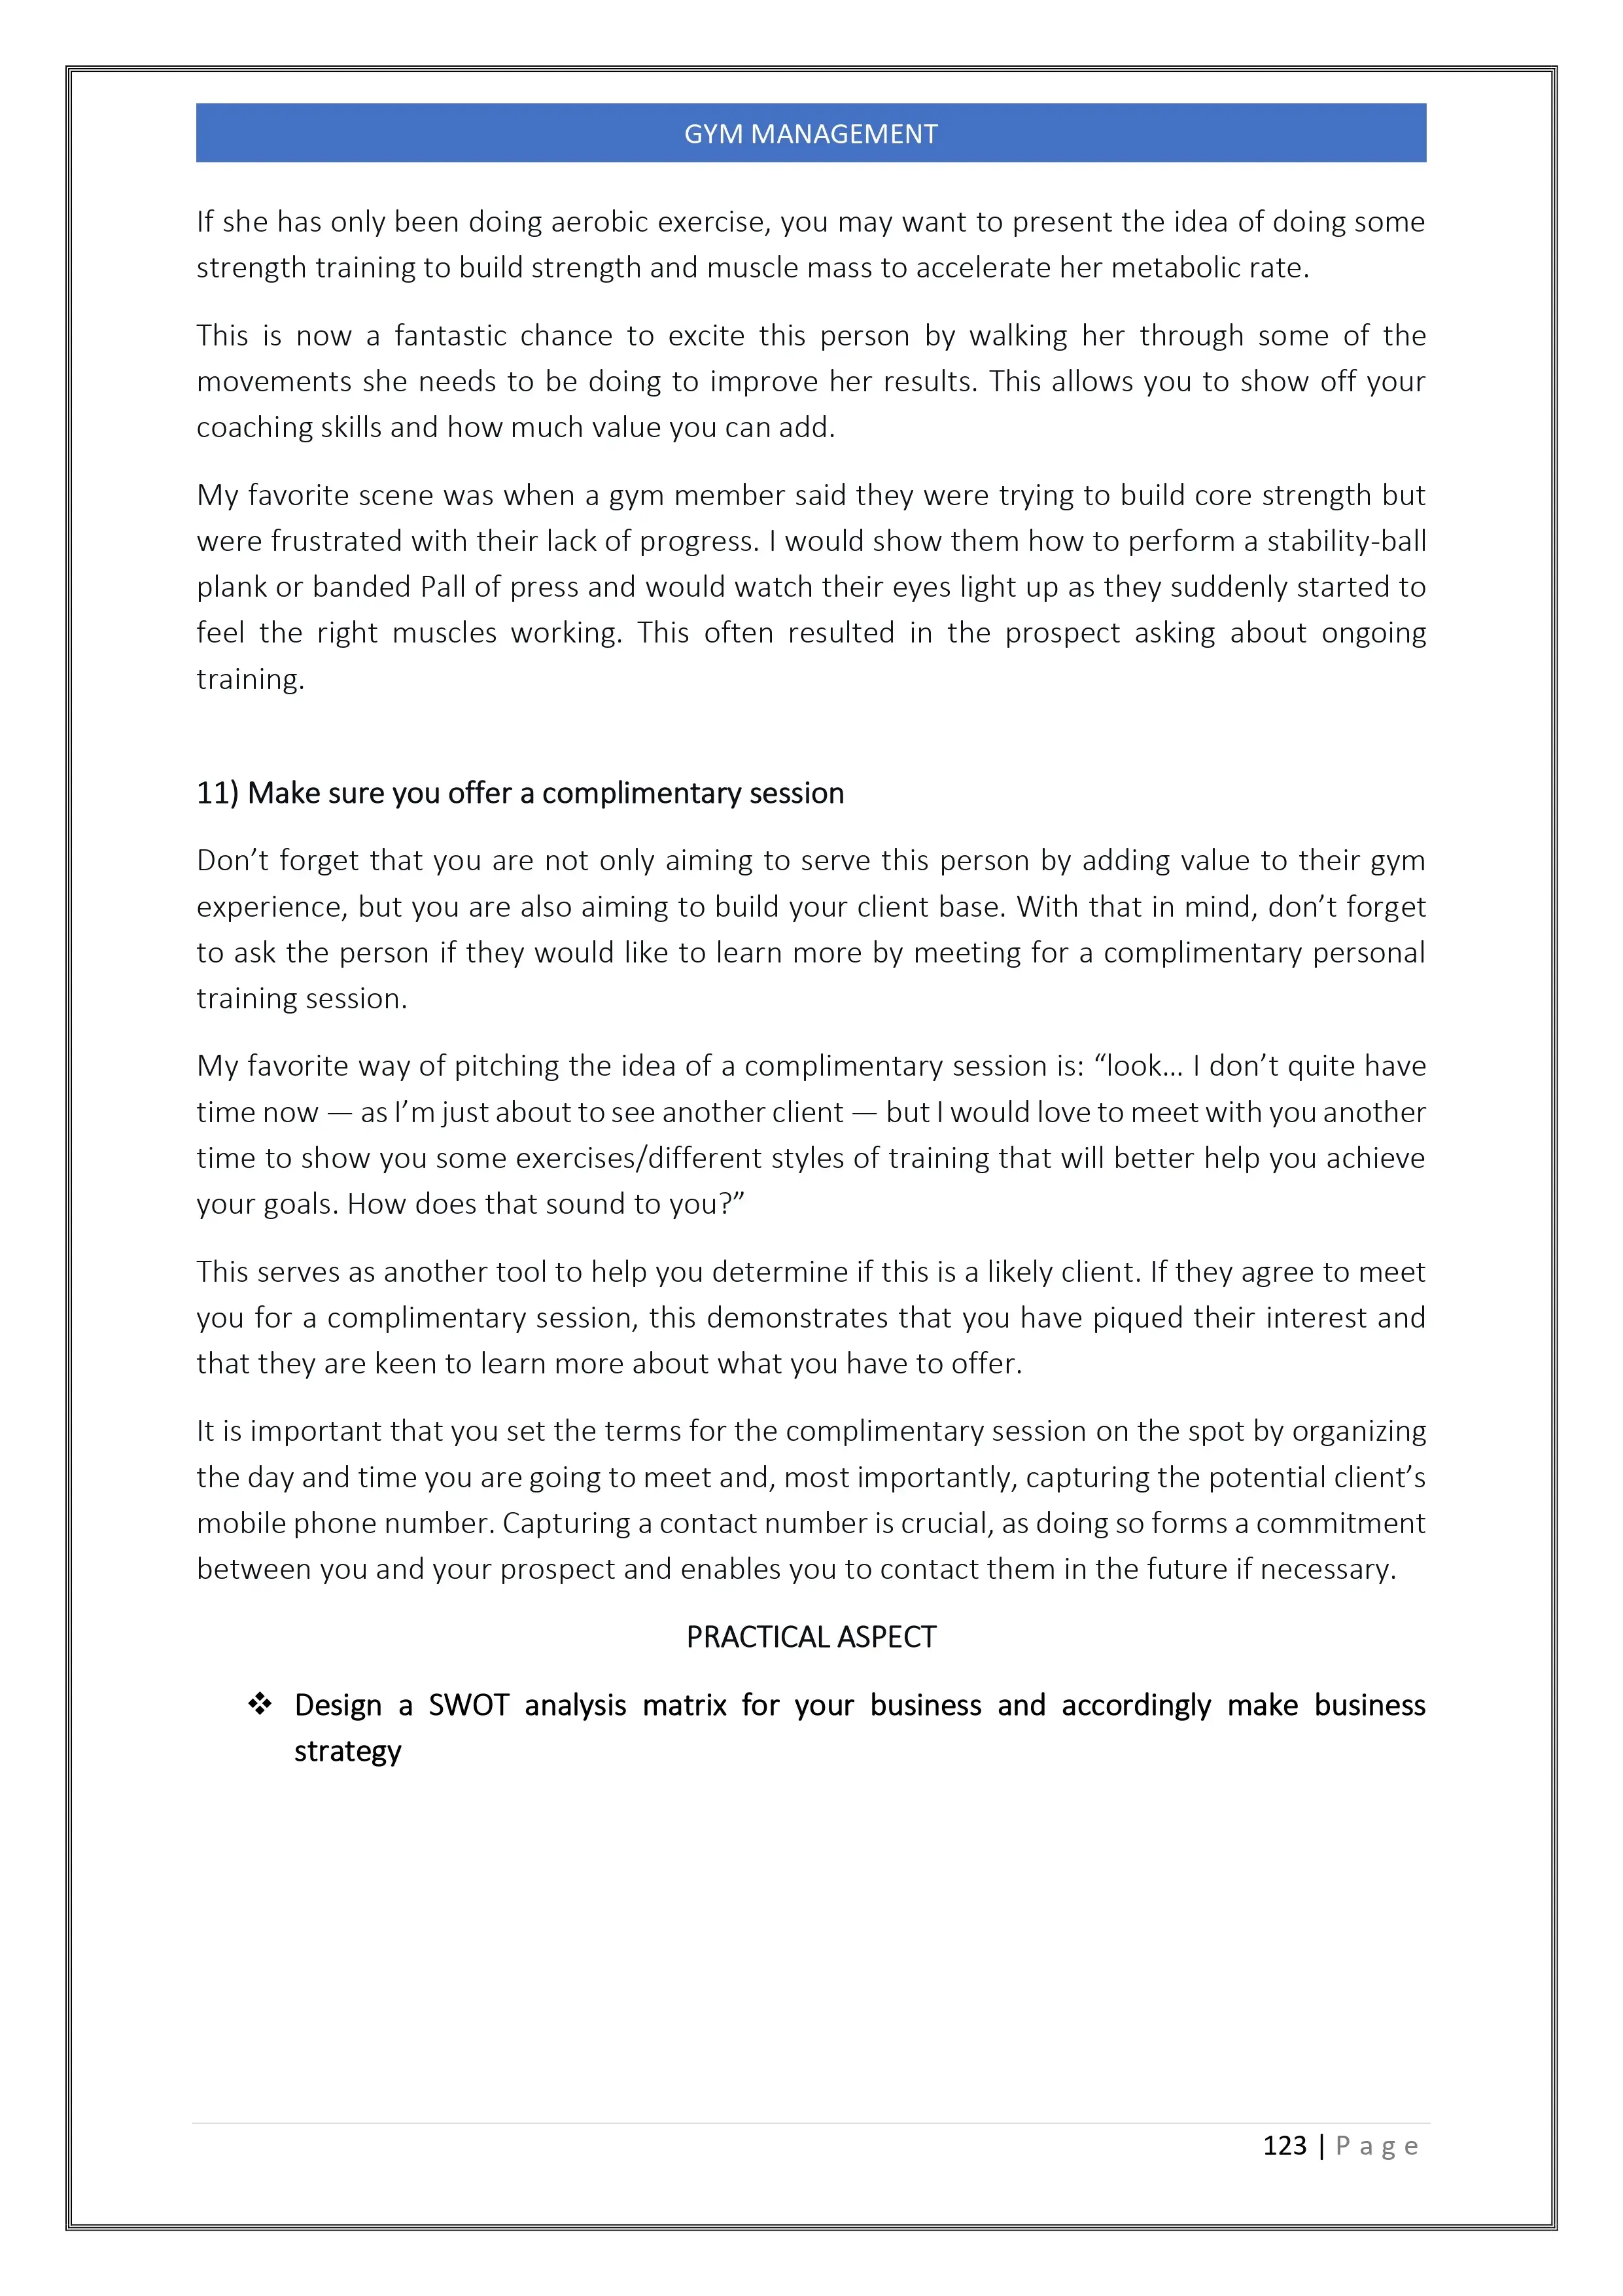 GYM MANAGEMENT
If she has only been doing aerobic exercise, you may want to present the idea of doing some
strength training to build strength and muscle mass to accelerate her metabolic rate.
This is now a fantastic chance to excite this person by walking her through some of the
movements she needs to be doing to improve her results. This allows you to show off your
coaching skills and how much value you can add.
My favorite scene was when a gym member said they were trying to build core strength but
were frustrated with their lack of progress. I would show them how to perform a stability-ball
plank or banded Pall of press and would watch their eyes light up as they suddenly started to
feel the right muscles working. This often resulted in the prospect asking about ongoing
training.
11) Make sure you offer a complimentary session
Don’t forget that you are not only aiming to serve this person by adding value to their gym
experience, but you are also aiming to build your client base. With that in mind, don’t forget
to ask the person if they would like to learn more by meeting for a complimentary personal
training session.
My favorite way of pitching the idea of a complimentary session is: “look… I don’t quite have
time now — as I’m just about to see another client — but I would love to meet with you another
time to show you some exercises/different styles of training that will better help you achieve
your goals. How does that sound to you?”
This serves as another tool to help you determine if this is a likely client. If they agree to meet
you for a complimentary session, this demonstrates that you have piqued their interest and
that they are keen to learn more about what you have to offer.
It is important that you set the terms for the complimentary session on the spot by organizing
the day and time you are going to meet and, most importantly, capturing the potential client’s
mobile phone number. Capturing a contact number is crucial, as doing so forms a commitment
between you and your prospect and enables you to contact them in the future if necessary.
PRACTICAL ASPECT
❖ Design a SWOT analysis matrix for your business and accordingly make business
strategy
123 | P a g e